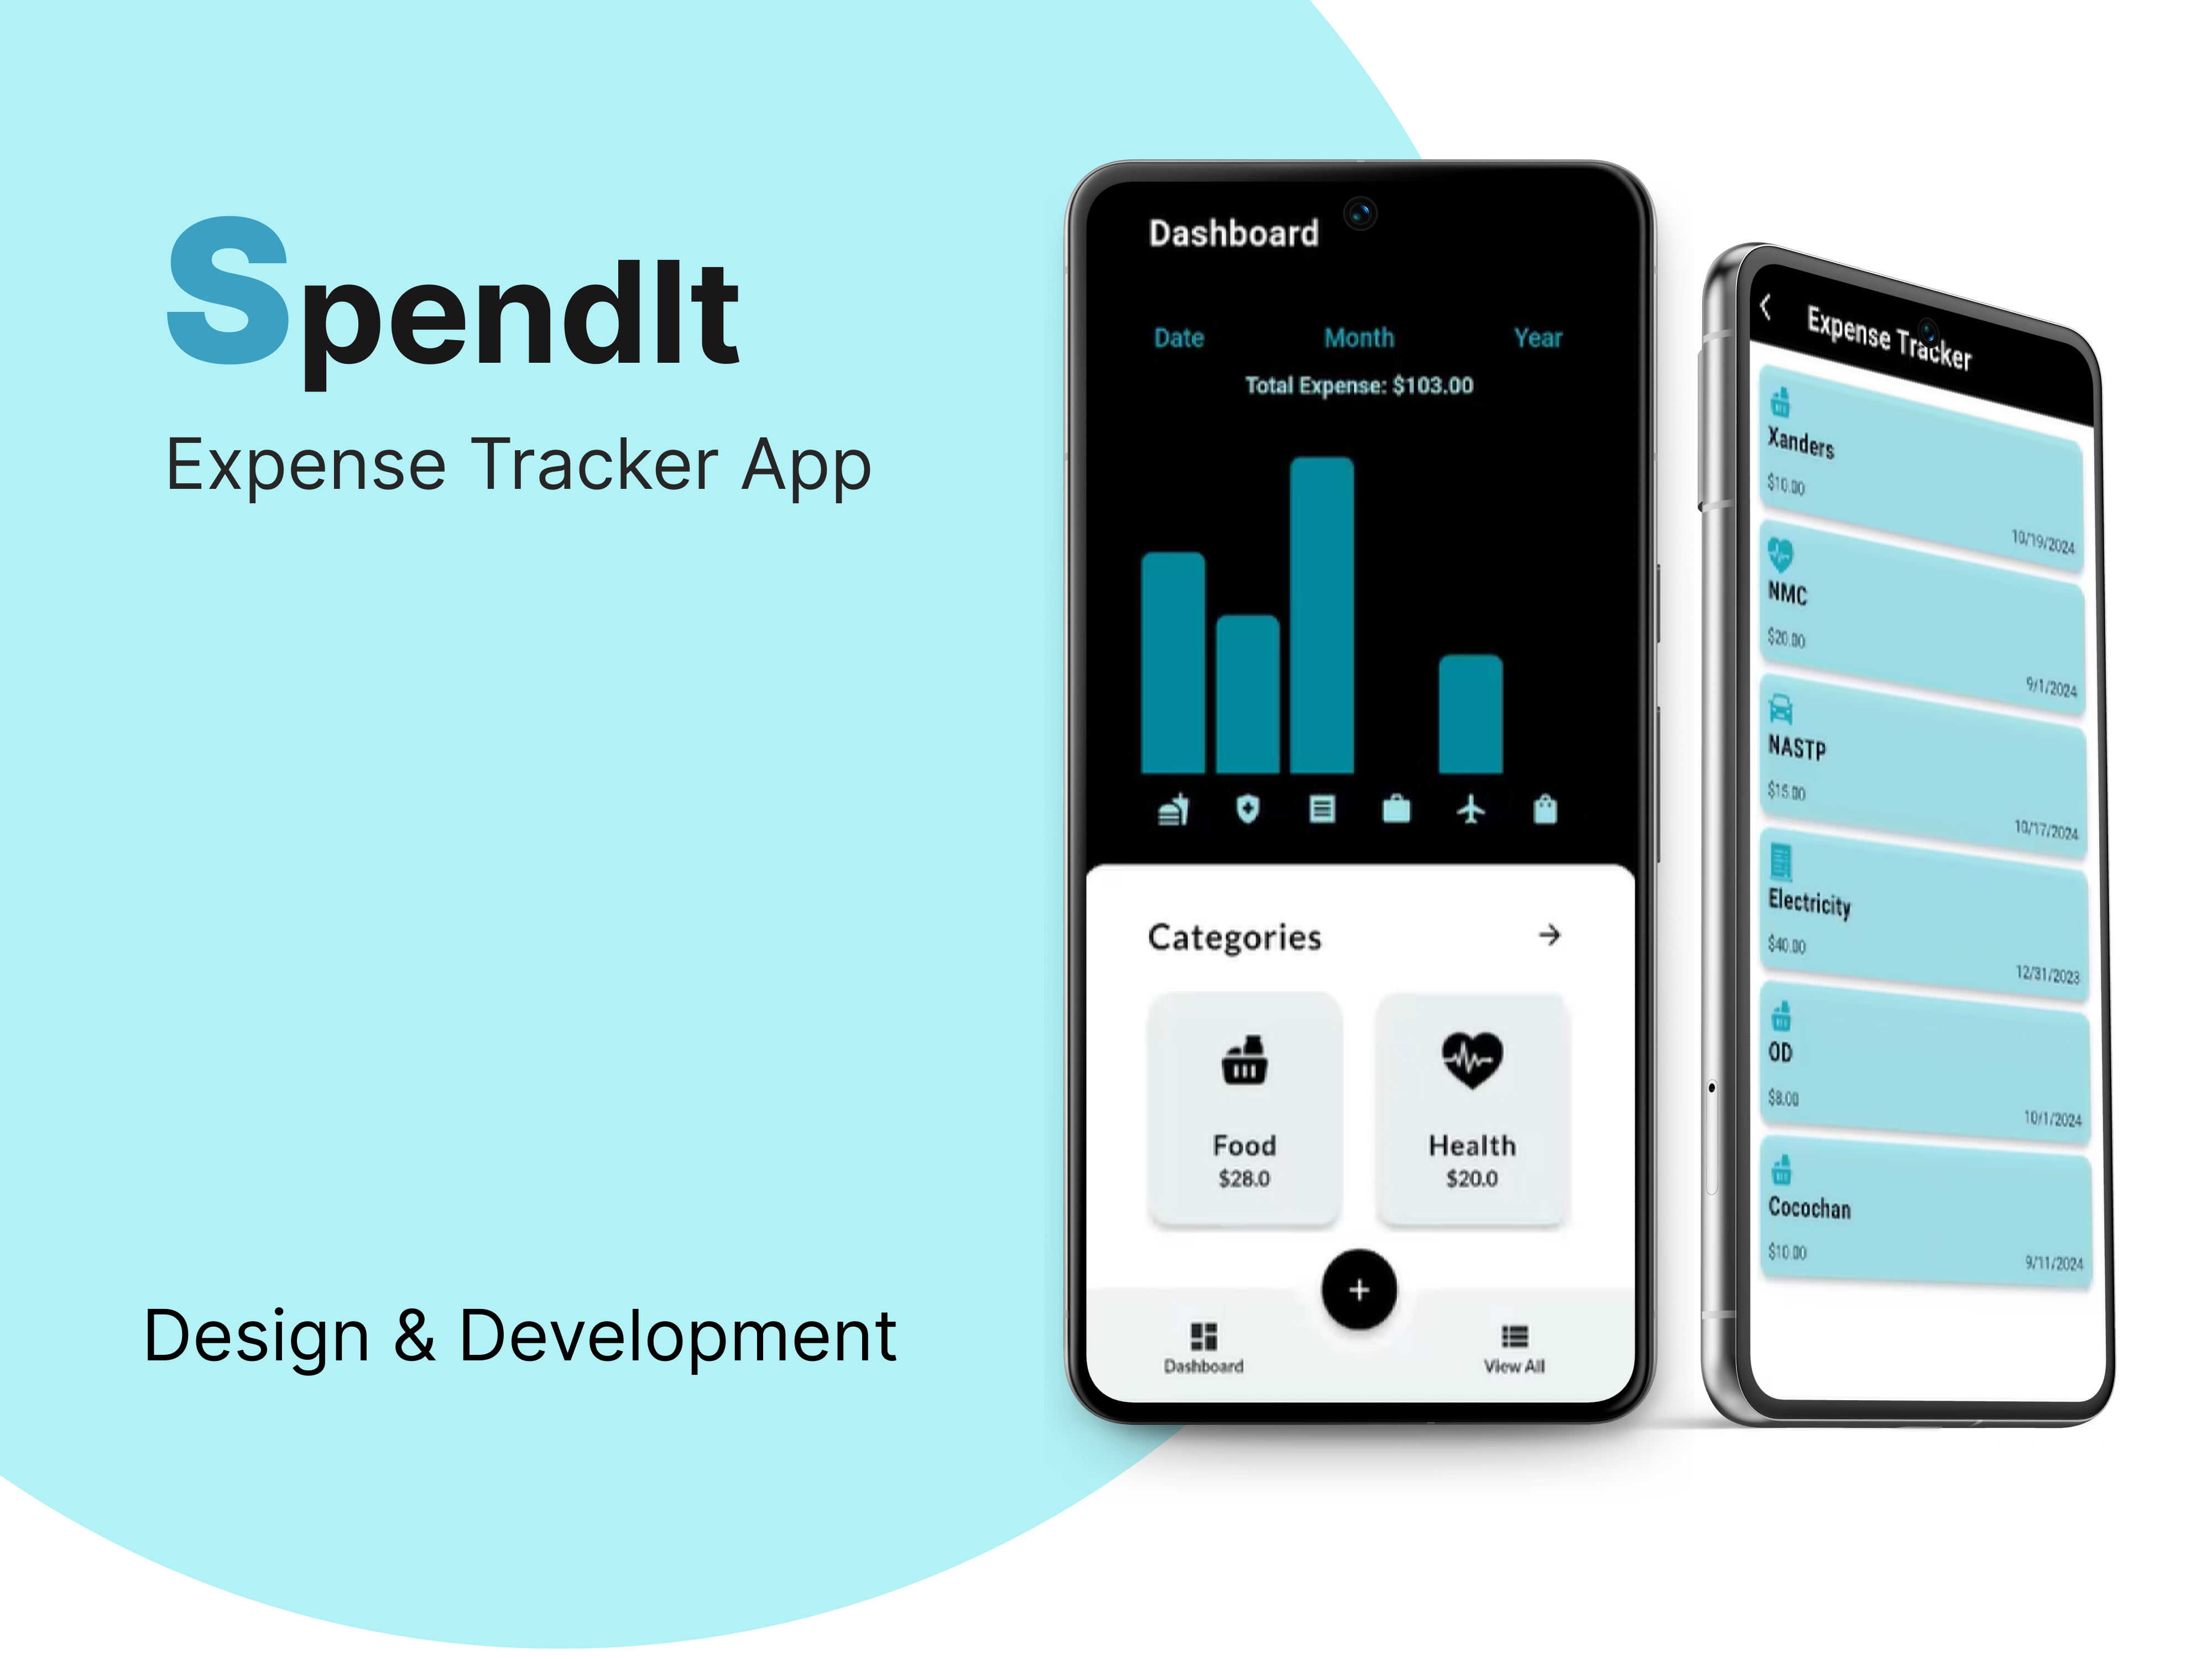 SpendIt
Expense Tracker App
Design & Development
Dashboard
Date Month Year
Total Expense: $103.00
Categories
Food
$28.0
Health
$20.0
Dashboard
View All
Expense Tracker
Xanders
$10.00
10/19/2024
NMC
$20.00
9/1/2024
NASTP
$15.00
10/17/2024
Electricity
$40.00
12/31/2023
OD
$8.00
10/1/2024
Cocochan
$10.00
9/11/2024